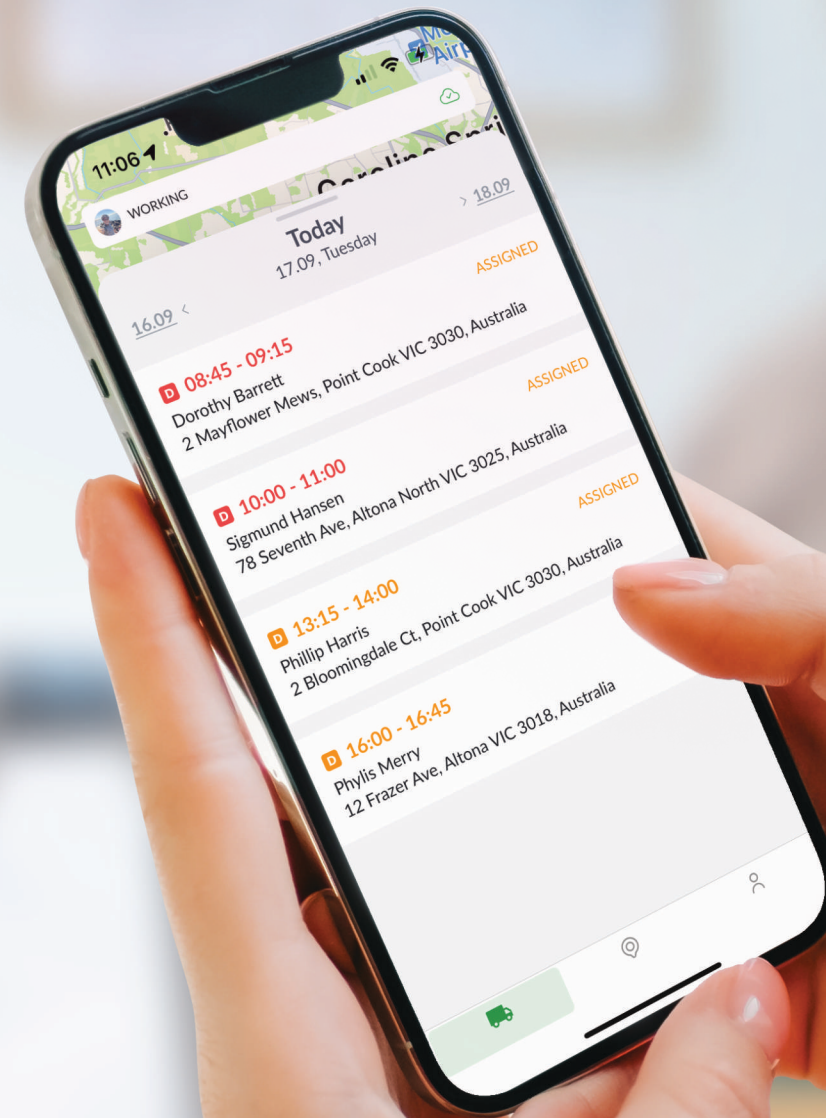 11:06
Airp
WORKING
Caroline Spri
Today
17.09, Tuesday
16.09 <
> 18.09
ASSIGNED
D 08:45 - 09:15
Dorothy Barrett
2 Mayflower Mews, Point Cook VIC 3030, Australia
ASSIGNED
D 10:00 - 11:00
Sigmund Hansen
78 Seventh Ave, Altona North VIC 3025, Australia
ASSIGNED
D 13:15 - 14:00
Phillip Harris
2 Bloomingdale Ct, Point Cook VIC 3030, Australia
D 16:00 - 16:45
Phylis Merry
12 Frazer Ave, Altona VIC 3018, Australia